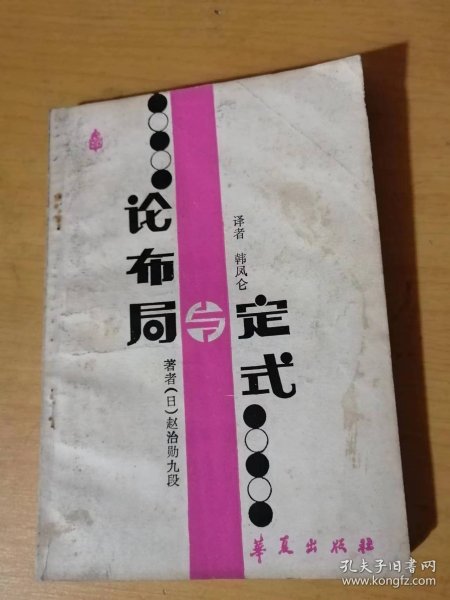 论布局
与
定式
译者 韩凤仑
著者(日)赵治勋九段
华夏出版社
孔夫子旧书网
www.kongfz.com